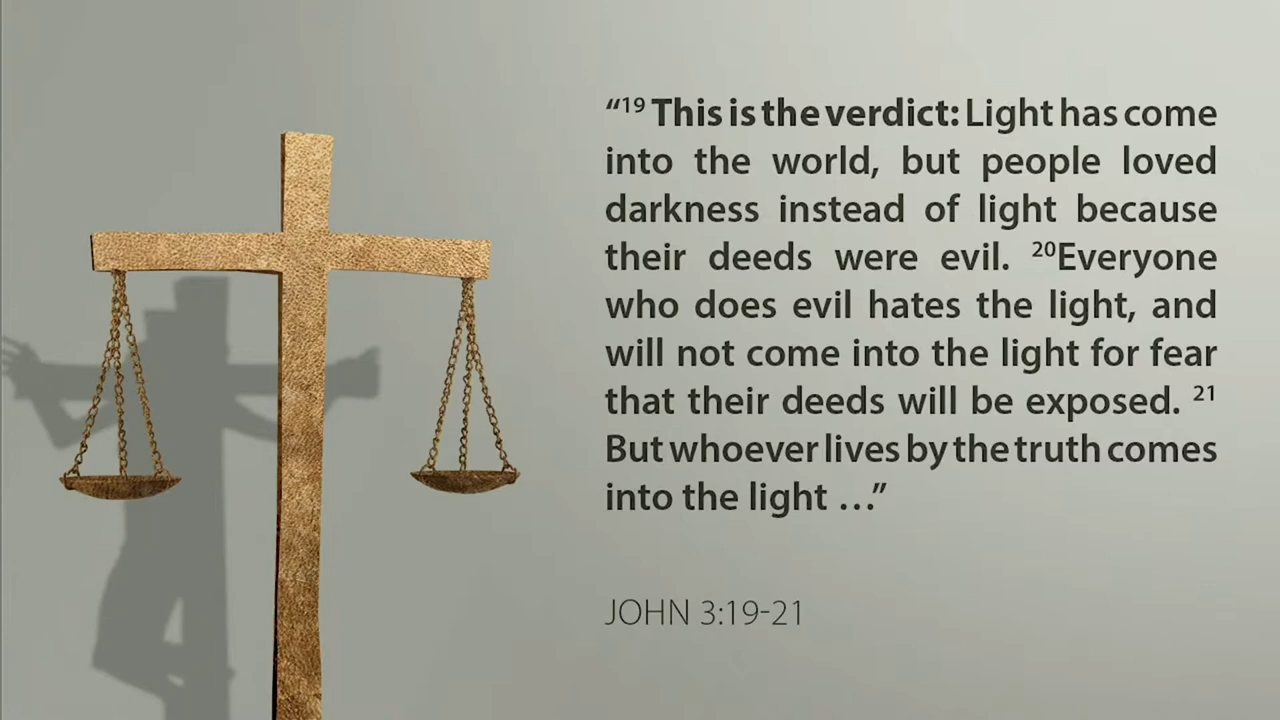 “19 This is the verdict: Light has come
into the world, but people loved
darkness instead of light because
their deeds were evil. 20Everyone
who does evil hates the light, and
will not come into the light for fear
that their deeds will be exposed. 21
But whoever lives by the truth comes
into the light …”
JOHN 3:19-21